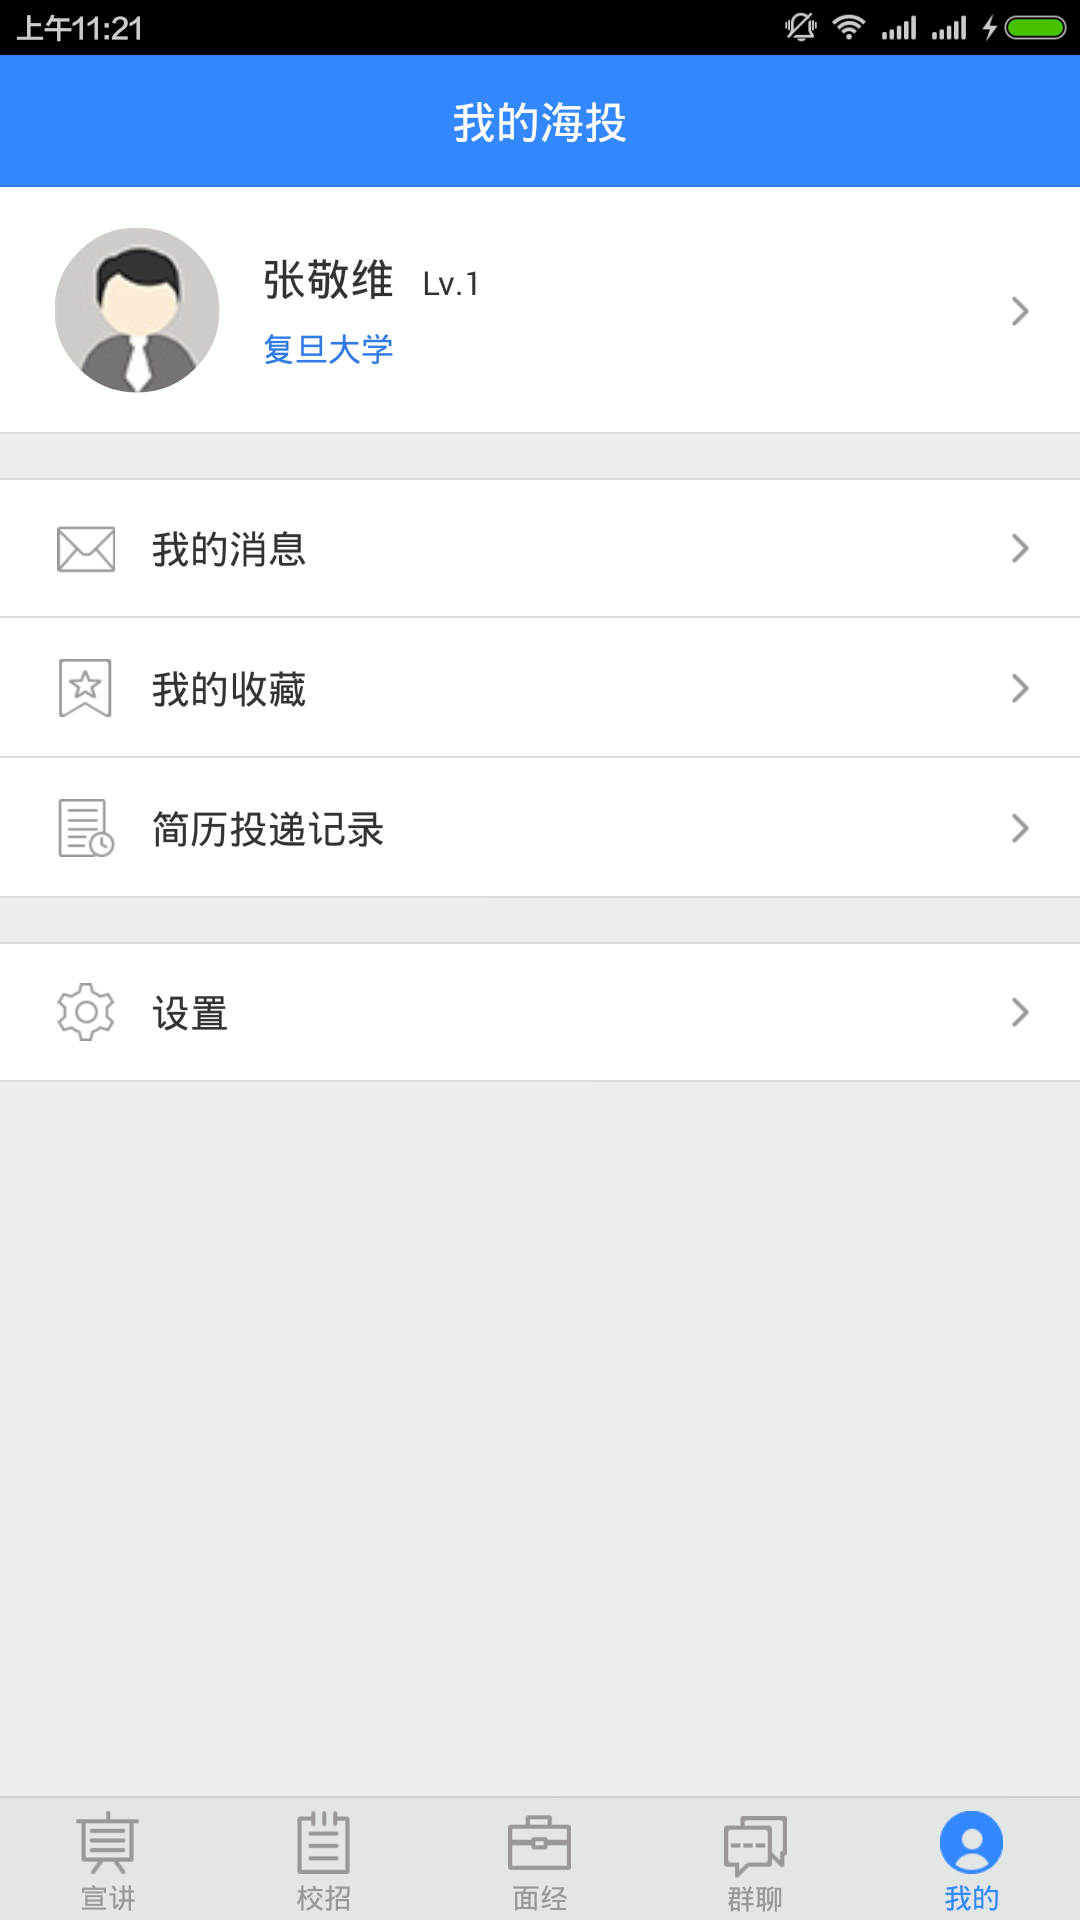 上午11:21
我的海投
张敬维 Lv.1
复旦大学
我的消息
我的收藏
简历投递记录
设置
宣讲 校招 面经 群聊 我的